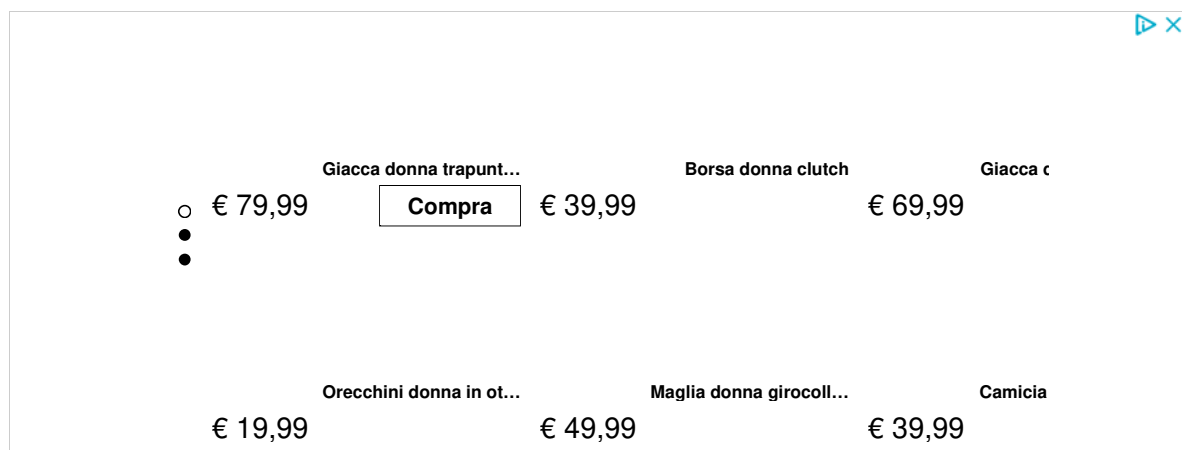 Giacca donna trapunt... Borsa donna clutch Giacca
€ 79,99 Compra € 39,99 € 69,99
Orecchini donna in ot... Maglia donna girocoll... Camicia
€ 19,99 € 49,99 € 39,99